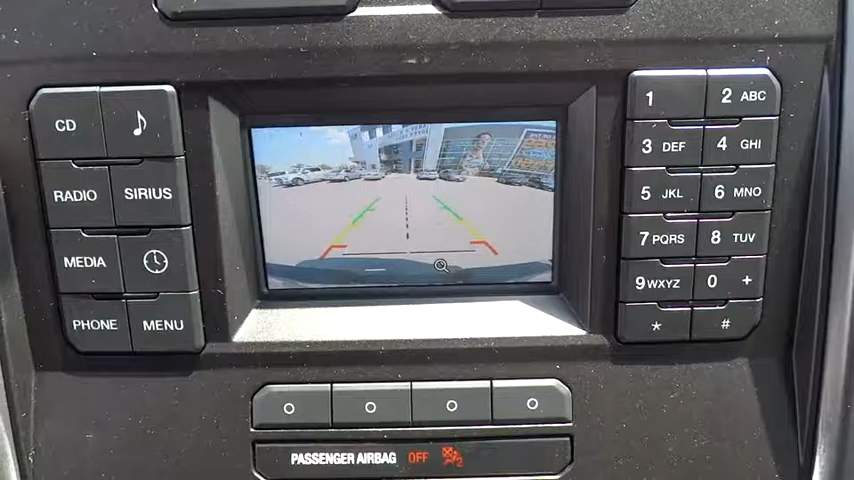 CD
RADIO SIRIUS
MEDIA
PHONE MENU
1 2 ABC
3 DEF 4 GHI
5 JKL 6 MNO
7 PQRS 8 TUV
9 WXYZ 0 +
* #
PASSENGER AIRBAG OFF 2